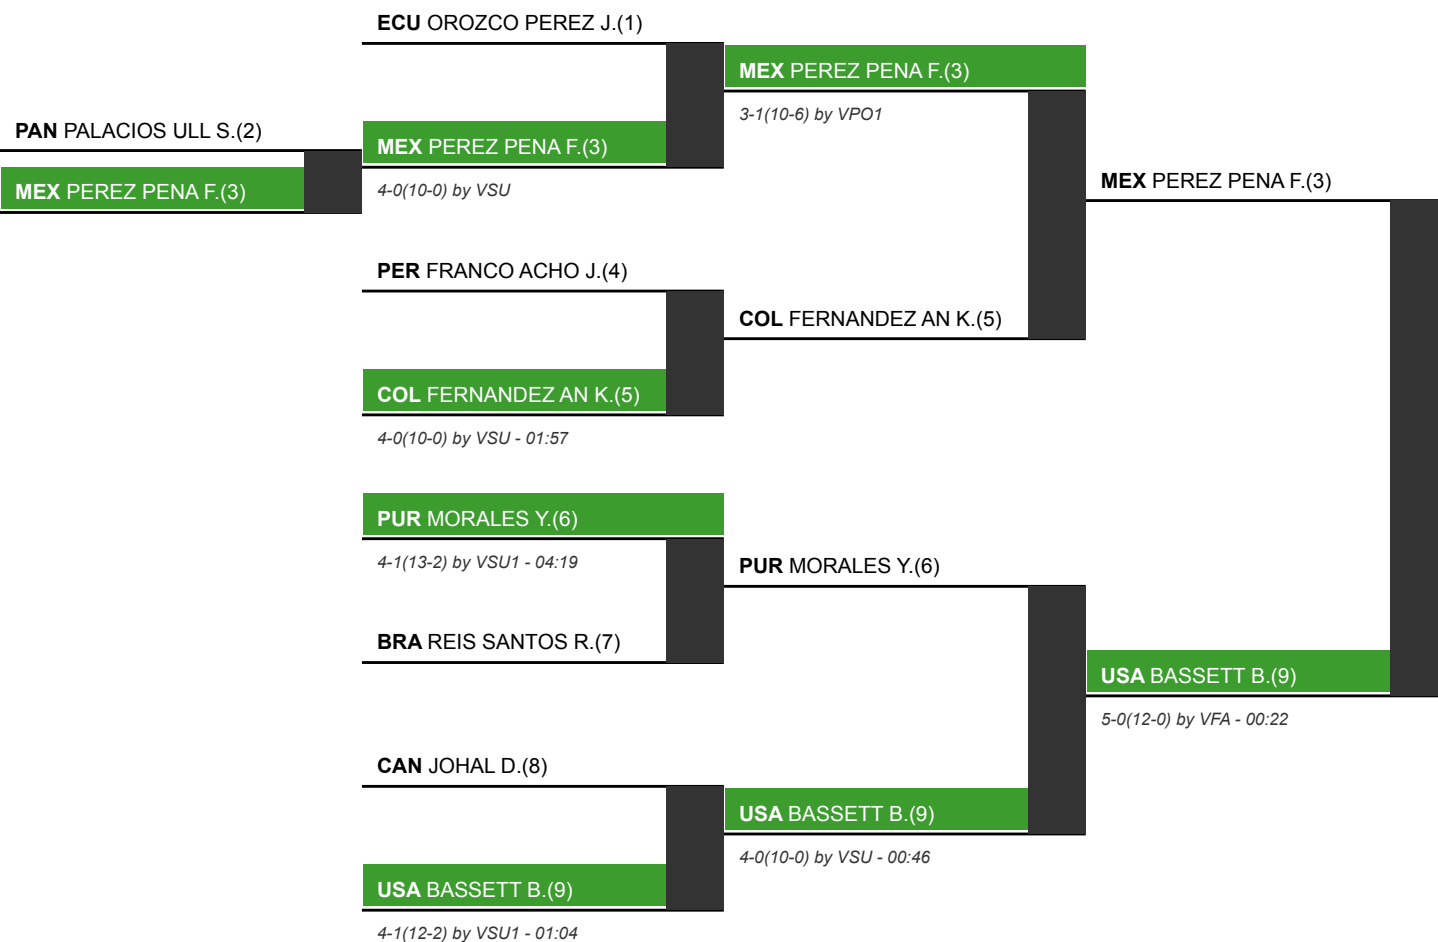 PAN PALACIOS ULL S.(2)
MEX PEREZ PENA F.(3)
ECU OROZCO PEREZ J.(1)
MEX PEREZ PENA F.(3)
4-0(10-0) by VSU
PER FRANCO ACHO J.(4)
COL FERNANDEZ AN K.(5)
4-0(10-0) by VSU - 01:57
PUR MORALES Y.(6)
4-1(13-2) by VSU1 - 04:19
BRA REIS SANTOS R.(7)
CAN JOHAL D.(8)
USA BASSETT B.(9)
4-1(12-2) by VSU1 - 01:04
MEX PEREZ PENA F.(3)
3-1(10-6) by VPO1
COL FERNANDEZ AN K.(5)
PUR MORALES Y.(6)
USA BASSETT B.(9)
4-0(10-0) by VSU - 00:46
MEX PEREZ PENA F.(3)
USA BASSETT B.(9)
5-0(12-0) by VFA - 00:22